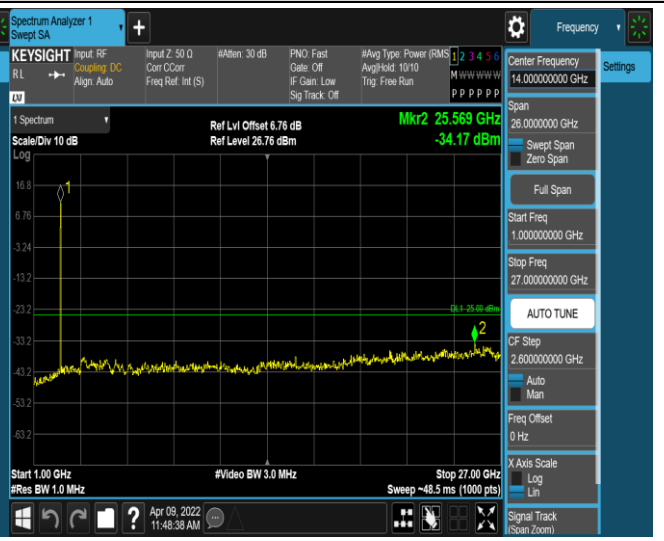 Spectrum Analyzer 1
Swept SA
+
Frequency
KEYSIGHT
RL
LXI
Input: RF
Coupling: DC
Align: Auto
Input Z: 50 Ω
Corr CCorr
Freq Ref: Int (S)
#Atten: 30 dB
PNO: Fast
Gate: Off
IF Gain: Low
Sig Track: Off
#Avg Type: Power (RMS
Avg|Hold: 10/10
Trig: Free Run
1 2 3 4 5 6
M W W W W W
P P P P P P
1 Spectrum
Scale/Div 10 dB
Log
Ref Lvl Offset 6.76 dB
Ref Level 26.76 dBm
Mkr2 25.569 GHz
-34.17 dBm
16.8
6.76
-3.24
-13.2
-23.2
-33.2
-43.2
-53.2
-63.2
1
DL1 -25.00 dBm
2
Start 1.00 GHz
#Res BW 1.0 MHz
#Video BW 3.0 MHz
Stop 27.00 GHz
Sweep ~48.5 ms (1000 pts)
?
Apr 09, 2022
11:48:38 AM
Center Frequency
14.000000000 GHz
Settings
Span
26.0000000 GHz
Swept Span
Zero Span
Full Span
Start Freq
1.000000000 GHz
Stop Freq
27.000000000 GHz
AUTO TUNE
CF Step
2.600000000 GHz
Auto
Man
Freq Offset
0 Hz
X Axis Scale
Log
Lin
Signal Track
(Span Zoom)